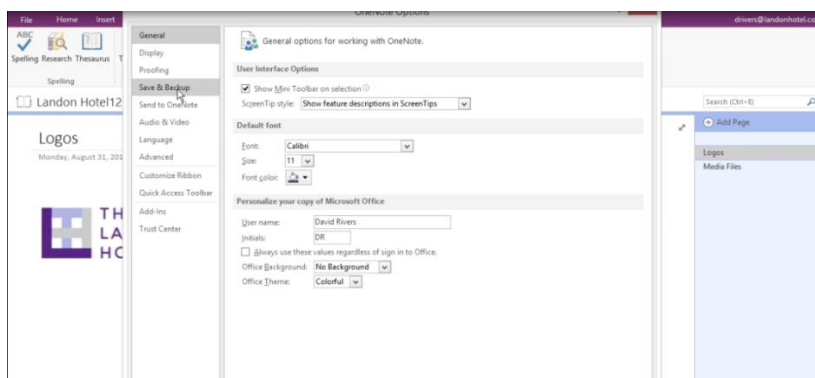 OneNote Options
File Home Insert
drivers@landonhotel.co
ABC
Spelling Research Thesaurus T
Spelling
Landon Hotel12
Logos
Monday, August 31, 201
TH
LA
HO
General
Display
Proofing
Save & Backup
Send to OneNote
Audio & Video
Language
Advanced
Customize Ribbon
Quick Access Toolbar
Add-Ins
Trust Center
General options for working with OneNote.
User Interface Options
Show Mini Toolbar on selection
ScreenTip style: Show feature descriptions in ScreenTips
Default font
Font: Calibri
Size: 11
Font color:
Personalize your copy of Microsoft Office
User name: David Rivers
Initials: DR
Always use these values regardless of sign in to Office.
Office Background: No Background
Office Theme: Colorful
Search (Ctrl+E)
Add Page
Logos
Media Files